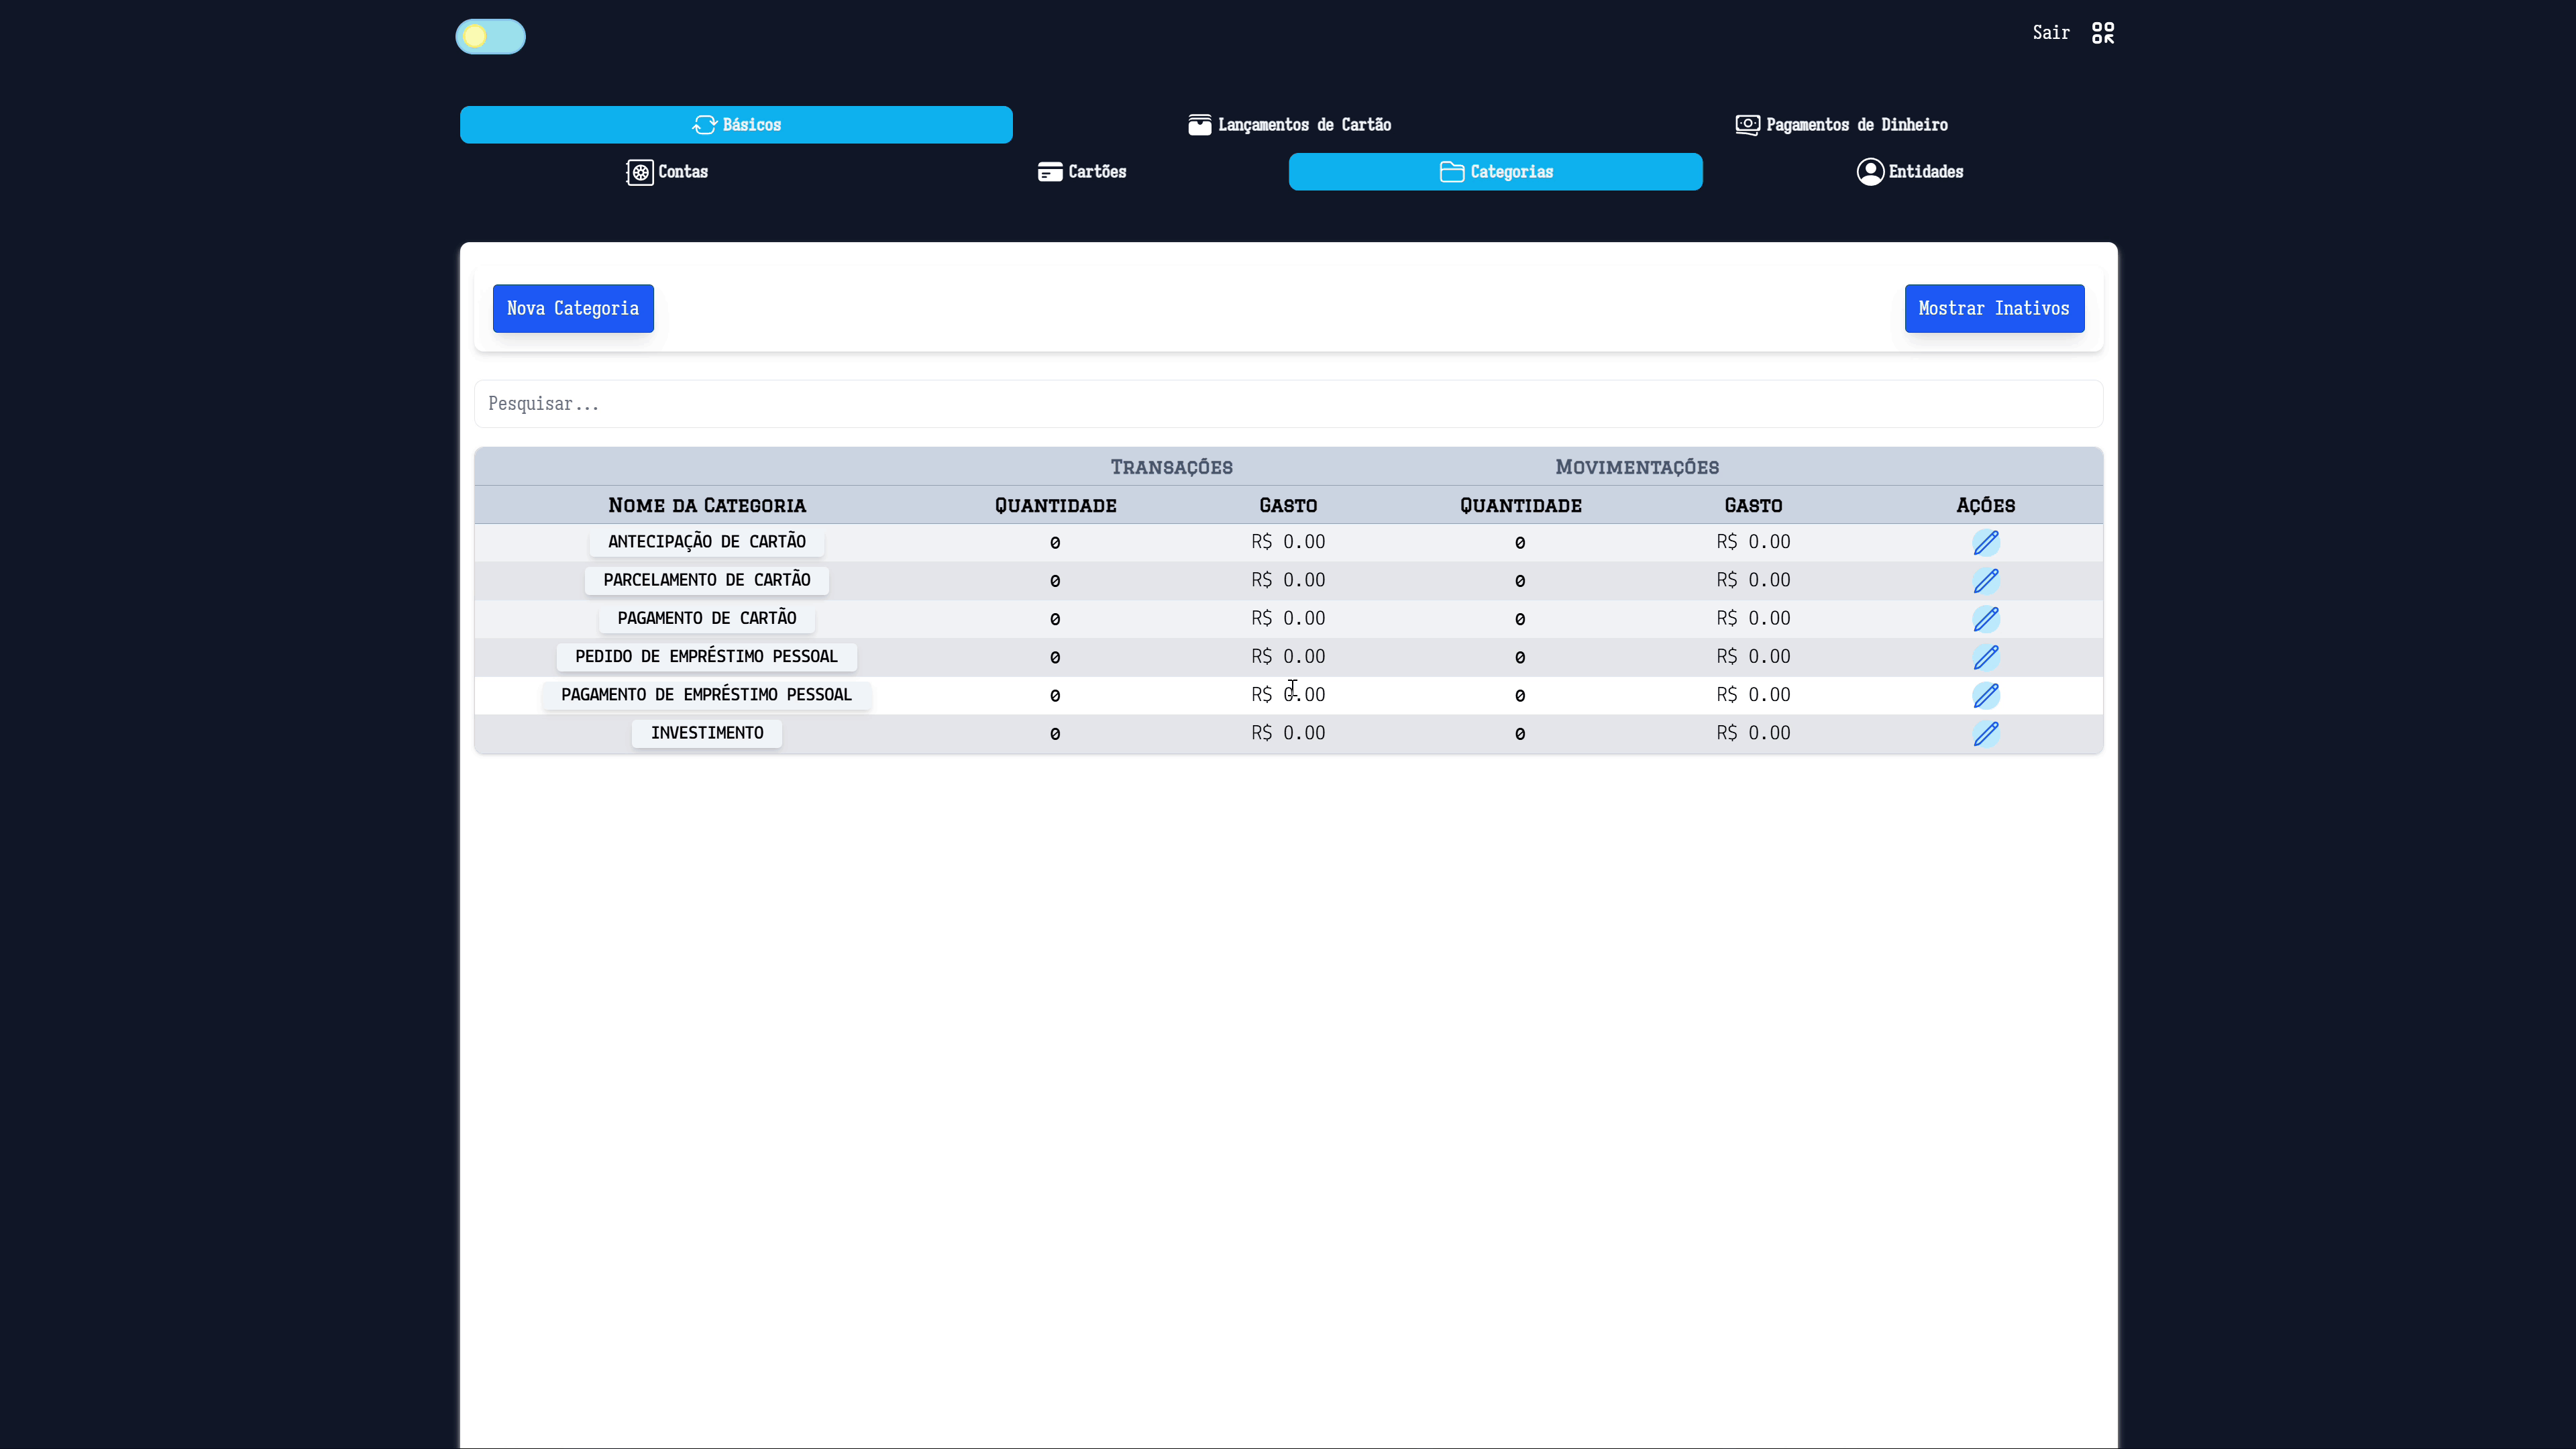 Sair
Básicos Lançamentos de Cartão Pagamentos de Dinheiro
Contas Cartões Categorias Entidades
Nova Categoria Mostrar Inativos
Pesquisar...
Transações Movimentações
Nome da Categoria Quantidade Gasto Quantidade Gasto Ações
ANTECIPAÇÃO DE CARTÃO 0 R$ 0.00 0 R$ 0.00
PARCELAMENTO DE CARTÃO 0 R$ 0.00 0 R$ 0.00
PAGAMENTO DE CARTÃO 0 R$ 0.00 0 R$ 0.00
PEDIDO DE EMPRÉSTIMO PESSOAL 0 R$ 0.00 0 R$ 0.00
PAGAMENTO DE EMPRÉSTIMO PESSOAL 0 R$ 0.00 0 R$ 0.00
INVESTIMENTO 0 R$ 0.00 0 R$ 0.00